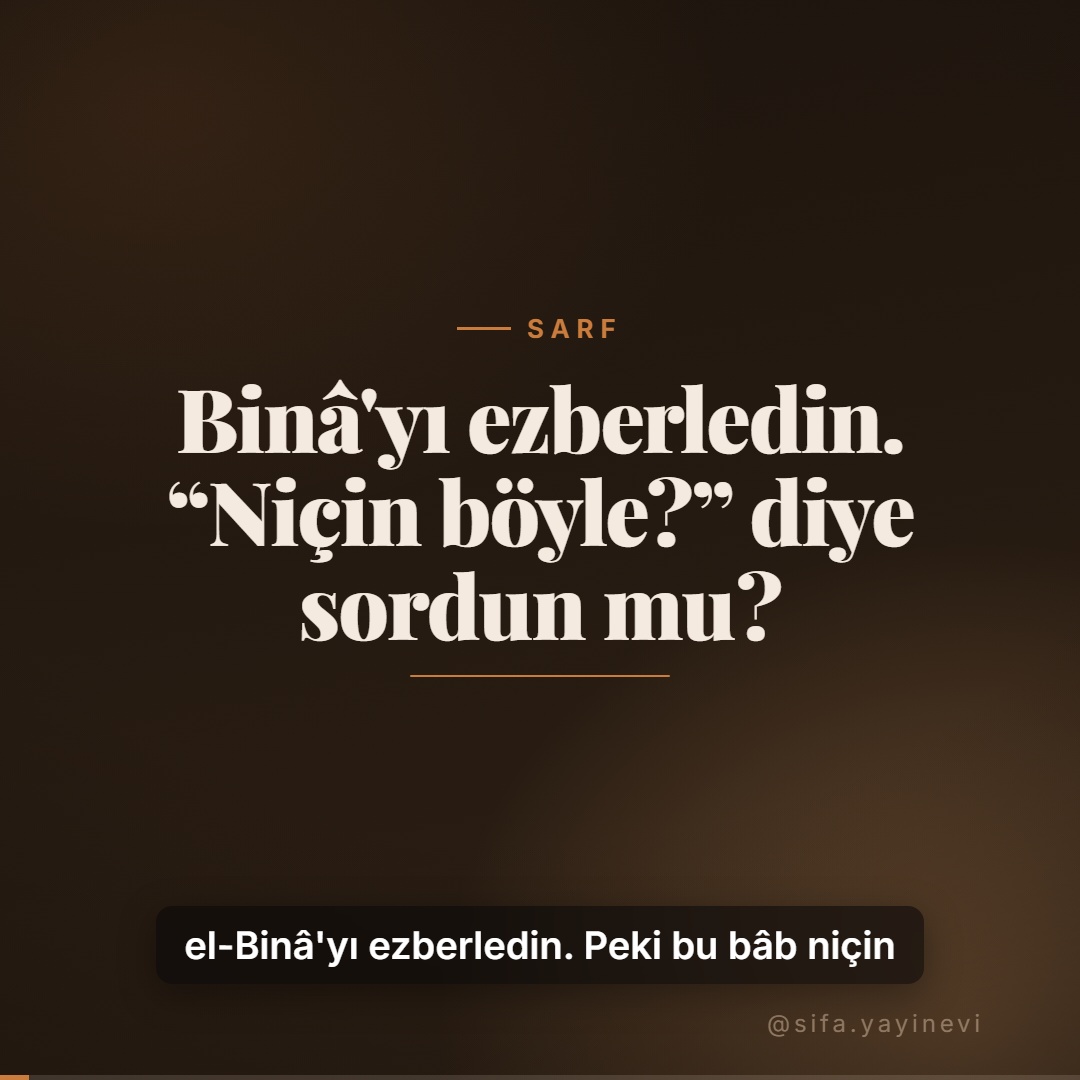 SARF
Binâ'yı ezberledin.
“Niçin böyle?” diye
sordun mu?
el-Binâ'yı ezberledin. Peki bu bâb niçin
@sifa.yayinevi